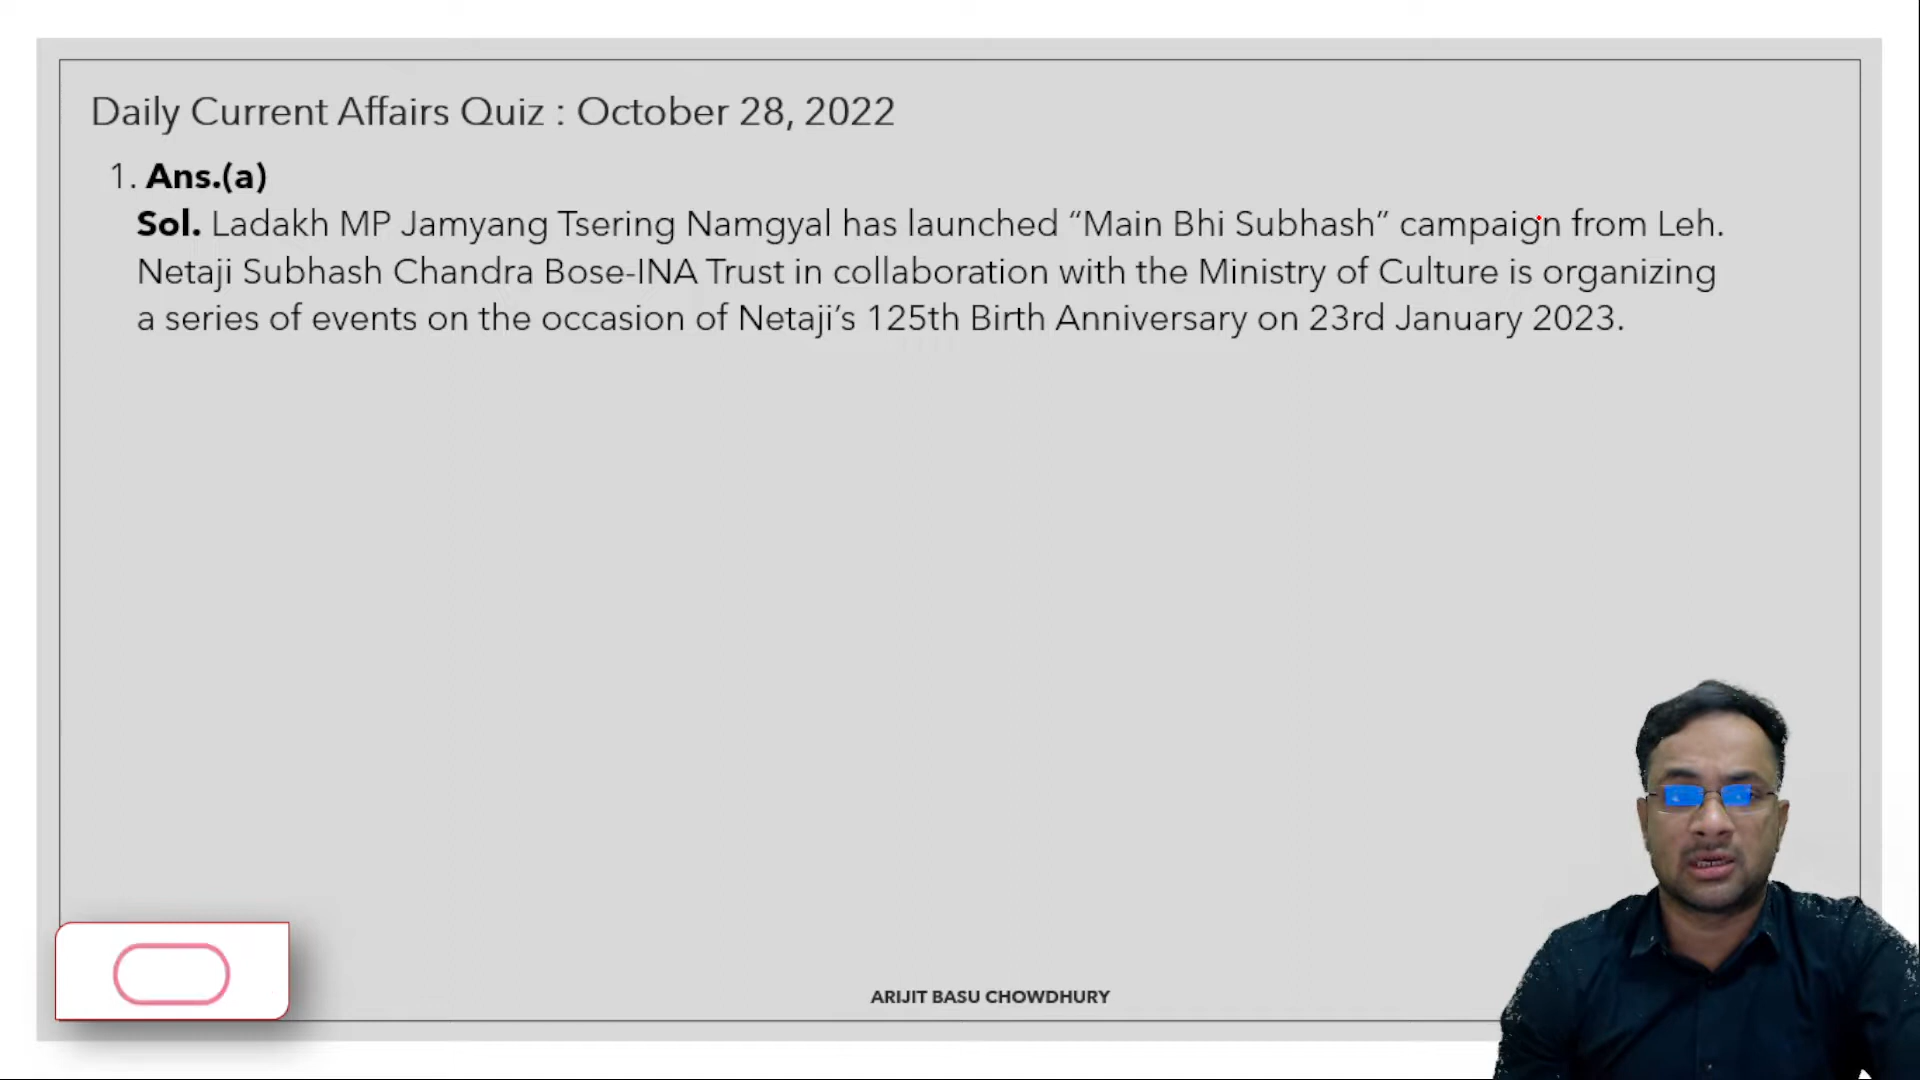 Daily Current Affairs Quiz : October 28, 2022
1. Ans.(a)
Sol. Ladakh MP Jamyang Tsering Namgyal has launched “Main Bhi Subhash” campaign from Leh.
Netaji Subhash Chandra Bose-INA Trust in collaboration with the Ministry of Culture is organizing
a series of events on the occasion of Netaji’s 125th Birth Anniversary on 23rd January 2023.
ARIJIT BASU CHOWDHURY